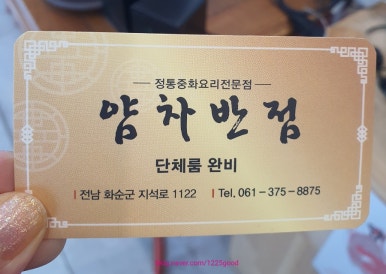 정통중화요리전문점
양차반점
단체룸 완비
전남 화순군 지석로 1122 | Tel. 061-375-8875